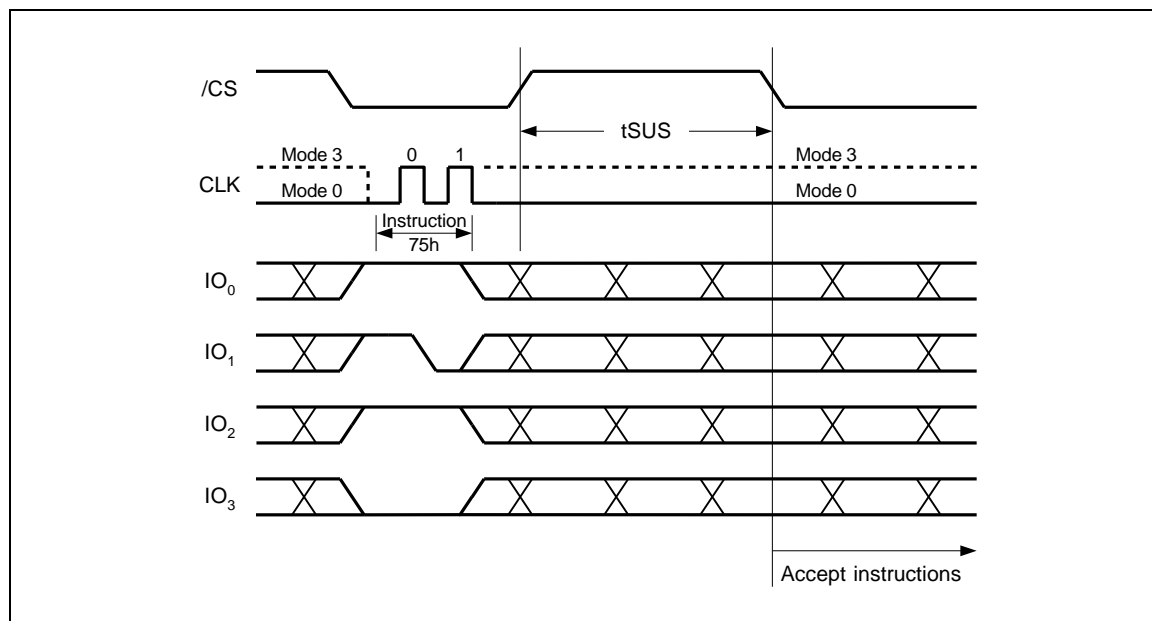 /CS
tSUS
Mode 3 0 1 Mode 3
CLK Mode 0 Mode 0
Instruction
75h
IO0
IO1
IO2
IO3
Accept instructions